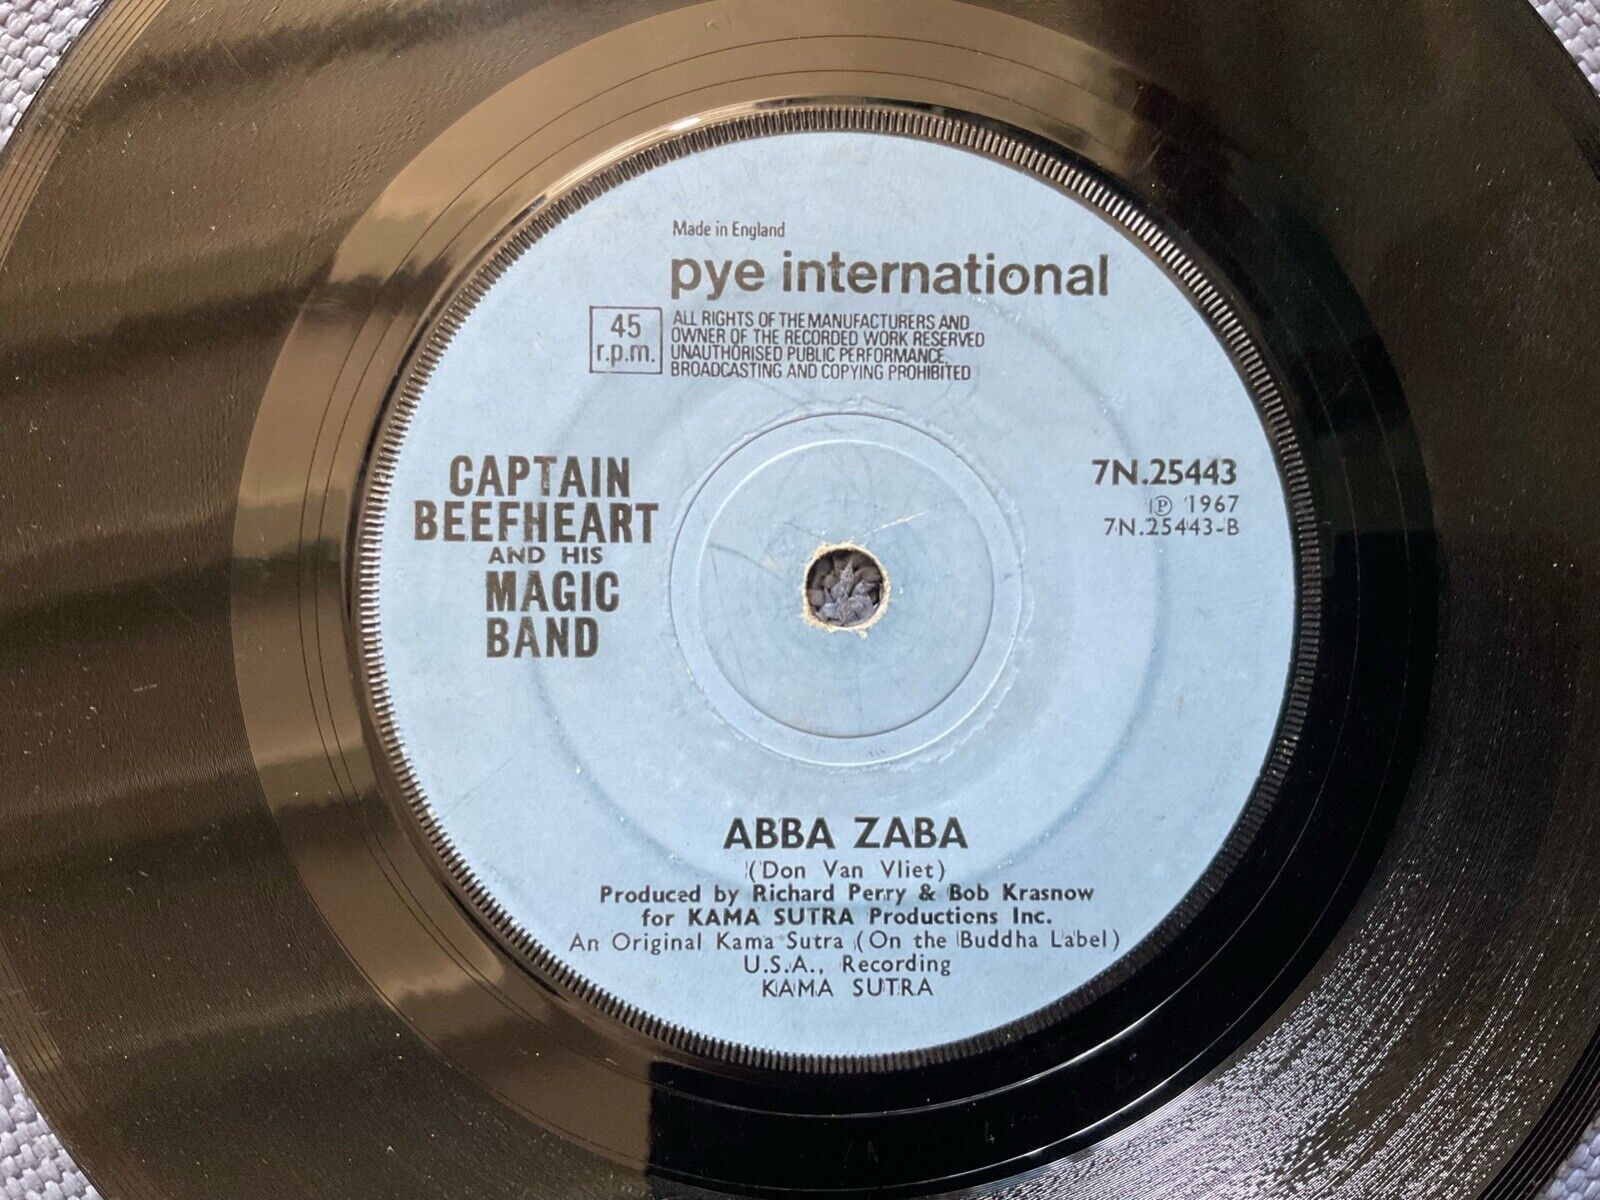 Made in England
pye international
45
r.p.m.
ALL RIGHTS OF THE MANUFACTURERS AND
OWNER OF THE RECORDED WORK RESERVED
UNAUTHORISED PUBLIC PERFORMANCE,
BROADCASTING AND COPYING PROHIBITED
CAPTAIN
BEEFHEART
AND HIS
MAGIC
BAND
7N.25443
Ⓟ 1967
7N.25443-B
ABBA ZABA
(Don Van Vliet)
Produced by Richard Perry & Bob Krasnow
for KAMA SUTRA Productions Inc.
An Original Kama Sutra (On the Buddha Label)
U.S.A., Recording
KAMA SUTRA